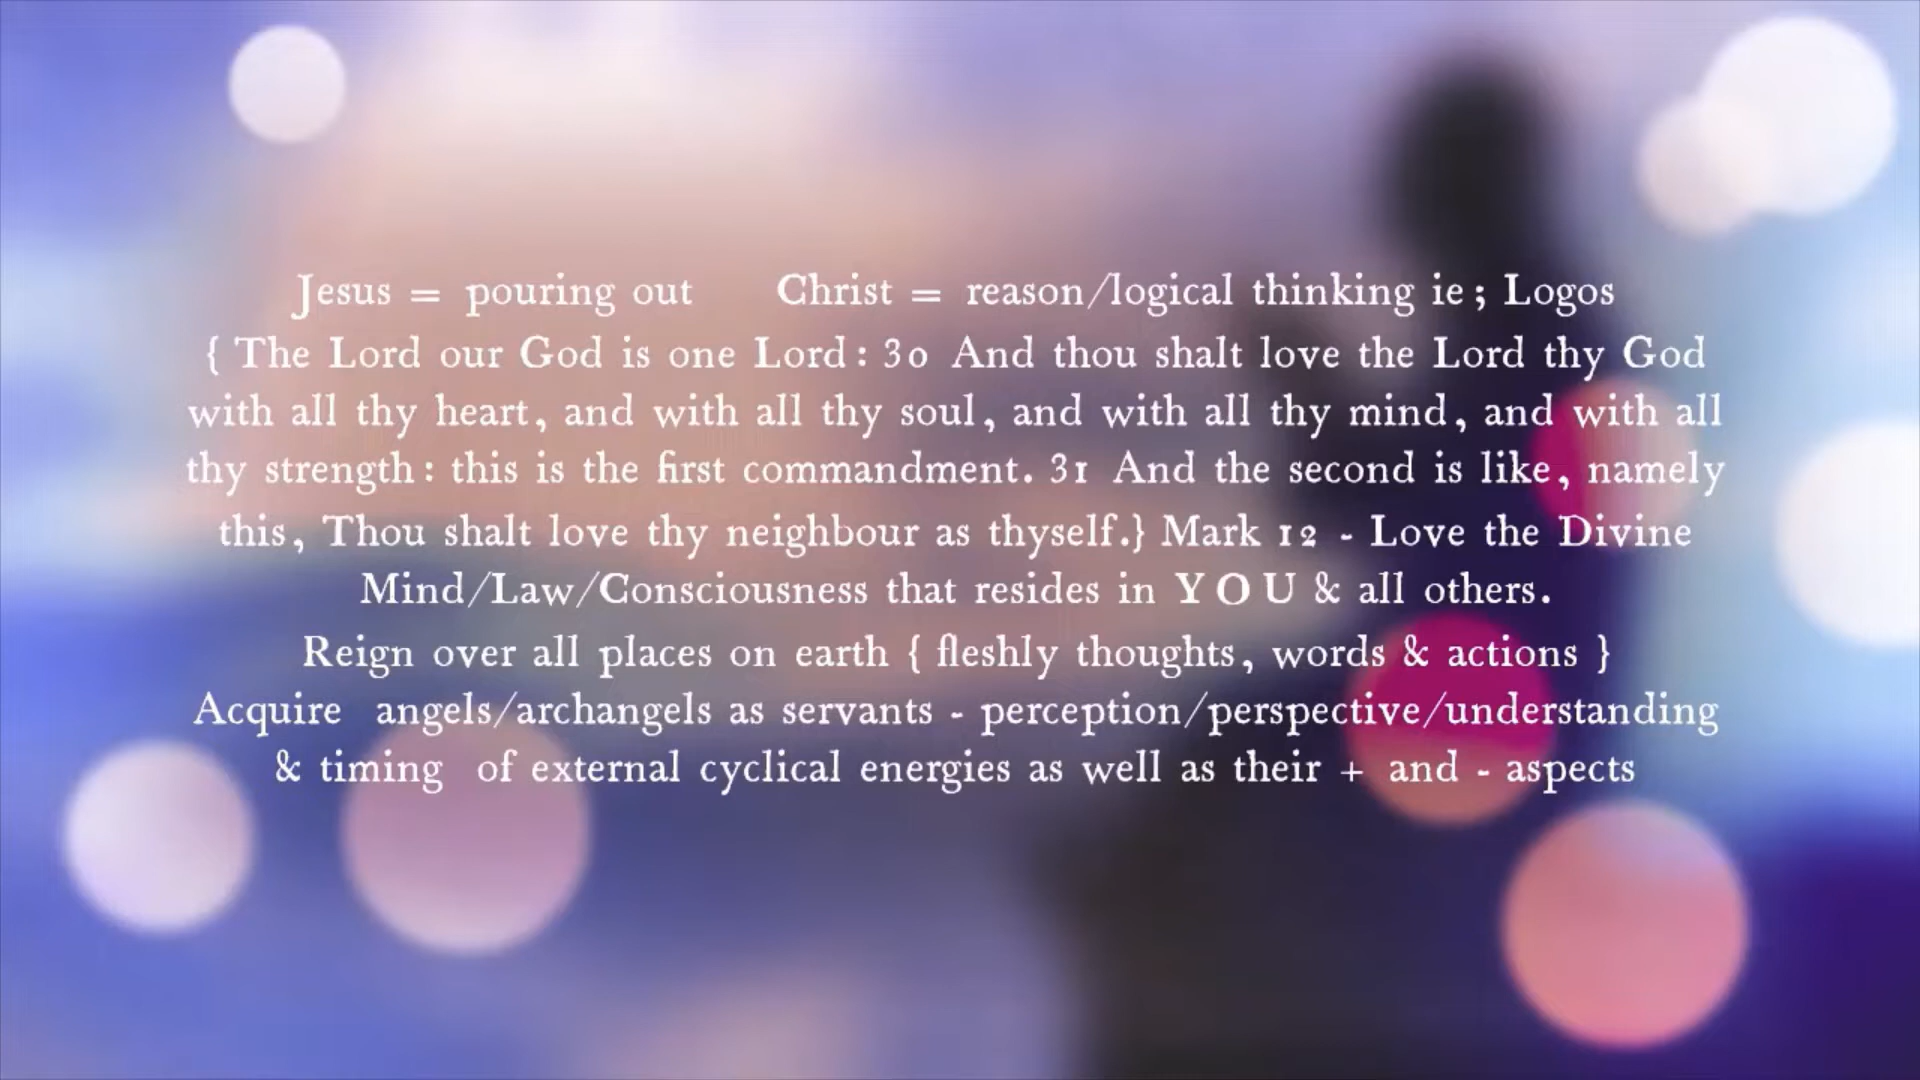 Jesus = pouring out Christ = reason/logical thinking ie; Logos
{ The Lord our God is one Lord: 30 And thou shalt love the Lord thy God
with all thy heart, and with all thy soul, and with all thy mind, and with all
thy strength: this is the first commandment. 31 And the second is like, namely
this, Thou shalt love thy neighbour as thyself.} Mark 12 - Love the Divine
Mind/Law/Consciousness that resides in Y O U & all others.
Reign over all places on earth { fleshly thoughts, words & actions }
Acquire angels/archangels as servants - perception/perspective/understanding
& timing of external cyclical energies as well as their + and - aspects